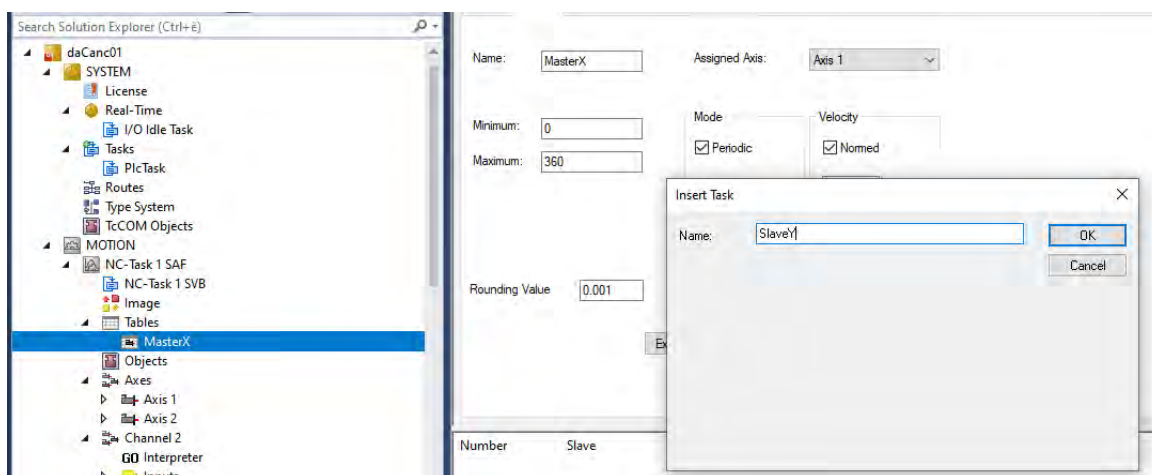 Search Solution Explorer (Ctrl+è)
daCanc01
SYSTEM
License
Real-Time
I/O Idle Task
Tasks
PlcTask
Routes
Type System
TcCOM Objects
MOTION
NC-Task 1 SAF
NC-Task 1 SVB
Image
Tables
MasterX
Objects
Axes
Axis 1
Axis 2
Channel 2
GO Interpreter
Name: MasterX Assigned Axis: Axis 1
Mode Velocity
Minimum: 0
Periodic Normed
Maximum: 360
Rounding Value 0.001
Insert Task
Name: SlaveY OK
Cancel
Number Slave